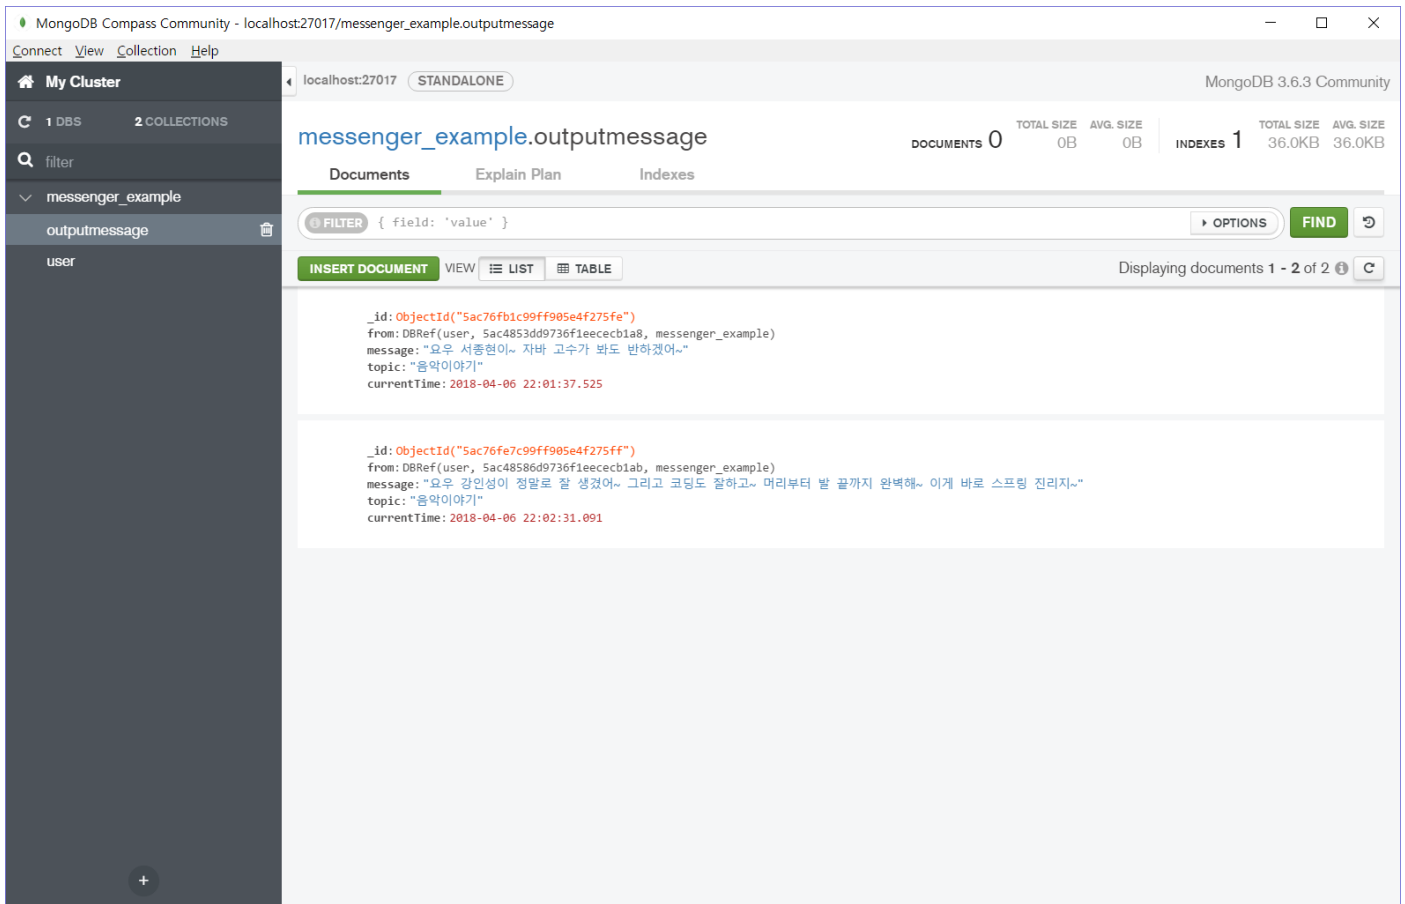 MongoDB Compass Community - localhost:27017/messenger_example.outputmessage
Connect View Collection Help
My Cluster
localhost:27017 STANDALONE
MongoDB 3.6.3 Community
1 DBS 2 COLLECTIONS
filter
messenger_example
outputmessage
user
messenger_example.outputmessage
DOCUMENTS 0 TOTAL SIZE 0B AVG. SIZE 0B INDEXES 1 TOTAL SIZE 36.0KB AVG. SIZE 36.0KB
Documents Explain Plan Indexes
FILTER { field: 'value' } OPTIONS FIND
INSERT DOCUMENT VIEW LIST TABLE Displaying documents 1 - 2 of 2
_id: ObjectId("5ac76fb1c99ff905e4f275fe")
from: DBRef(user, 5ac4853dd9736f1eececb1a8, messenger_example)
message: "요우 서종현이~ 자바 고수가 봐도 반하겠어~"
topic: "음악이야기"
currentTime: 2018-04-06 22:01:37.525
_id: ObjectId("5ac76fe7c99ff905e4f275ff")
from: DBRef(user, 5ac48586d9736f1eececb1ab, messenger_example)
message: "요우 강인성이 정말로 잘 생겼어~ 그리고 코딩도 잘하고~ 머리부터 발 끝까지 완벽해~ 이게 바로 스프링 진리지~"
topic: "음악이야기"
currentTime: 2018-04-06 22:02:31.091